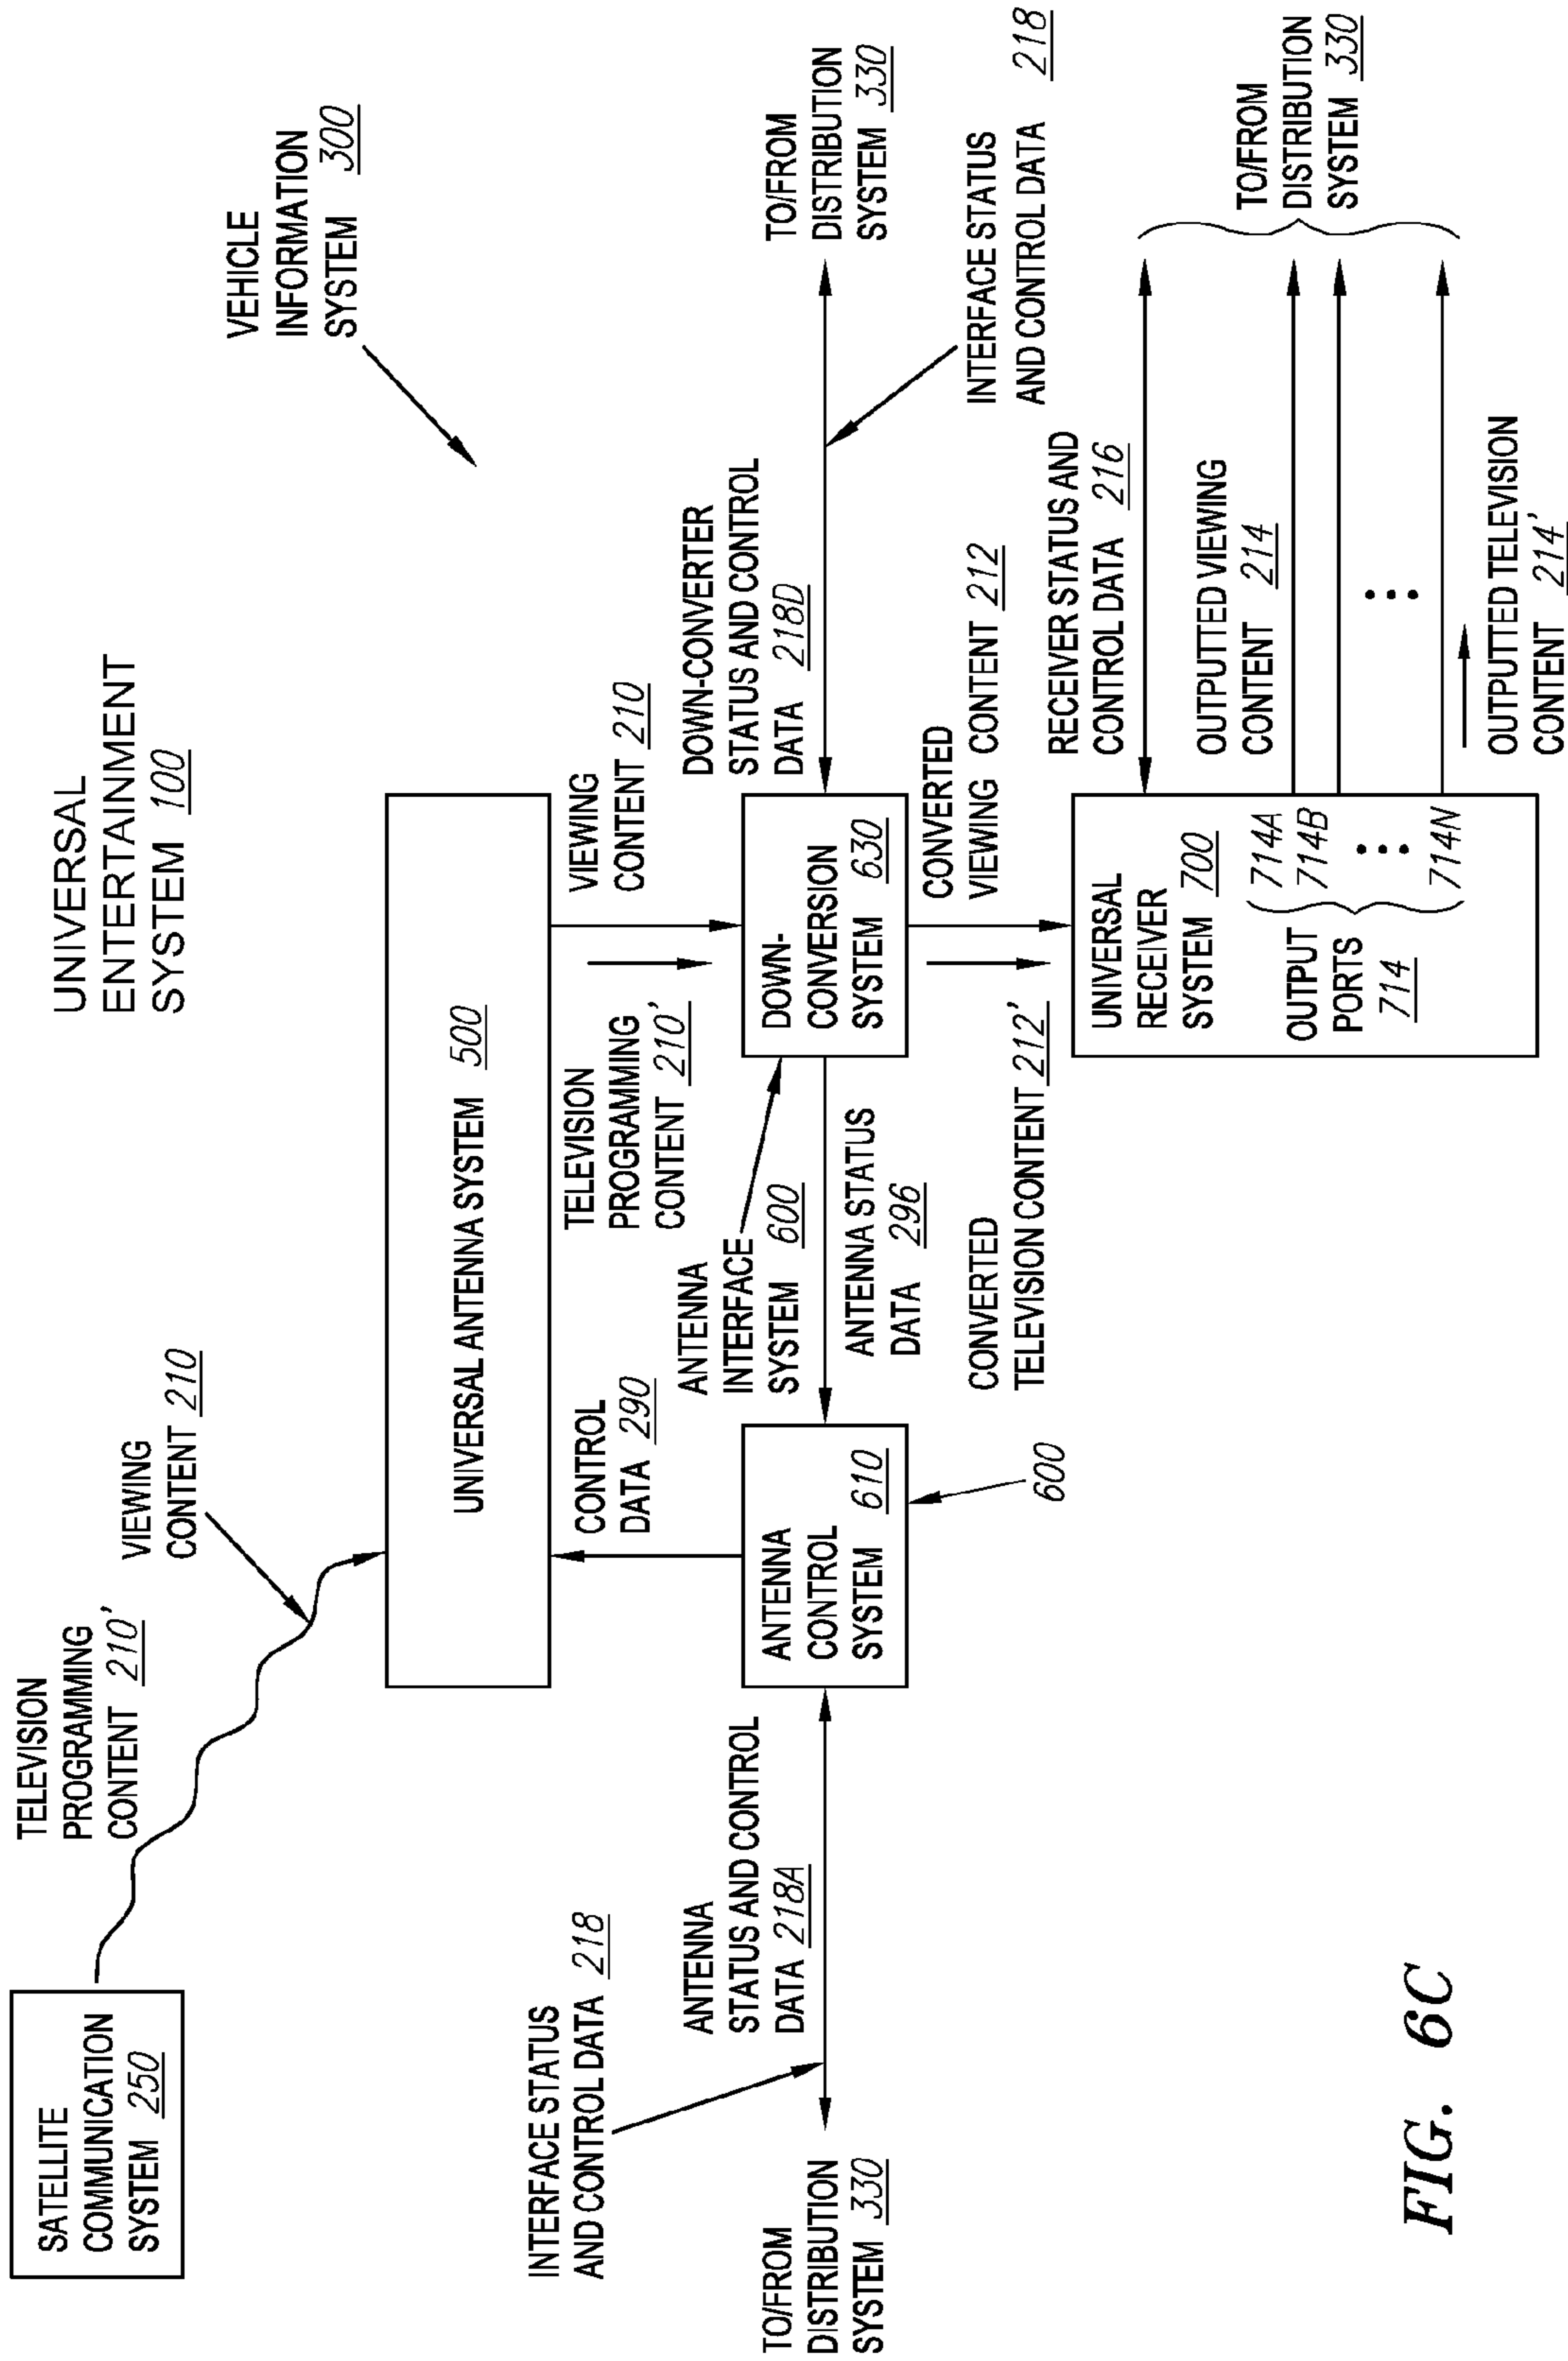 UNIVERSAL
ENTERTAINMENT
SYSTEM 100
SATELLITE
COMMUNICATION
SYSTEM 250
TELEVISION
PROGRAMMING
CONTENT 210'
VIEWING
CONTENT 210
VEHICLE
INFORMATION
SYSTEM 300
UNIVERSAL ANTENNA SYSTEM 500
INTERFACE STATUS
AND CONTROL DATA 218
CONTROL
DATA 290
TELEVISION
PROGRAMMING
CONTENT 210'
VIEWING
CONTENT 210
ANTENNA
STATUS AND CONTROL
DATA 218A
ANTENNA
INTERFACE
SYSTEM 600
DOWN-CONVERTER
STATUS AND CONTROL
DATA 218D
TO/FROM
DISTRIBUTION
SYSTEM 330
ANTENNA
CONTROL
SYSTEM 610
DOWN-
CONVERSION
SYSTEM 630
TO/FROM
DISTRIBUTION
SYSTEM 330
ANTENNA STATUS
DATA 296
600
CONVERTED
TELEVISION CONTENT 212'
CONVERTED
VIEWING CONTENT 212
INTERFACE STATUS
AND CONTROL DATA 218
UNIVERSAL
RECEIVER
SYSTEM 700
OUTPUT
PORTS
714
714A
714B
714N
RECEIVER STATUS AND
CONTROL DATA 216
OUTPUTTED VIEWING
CONTENT 214
OUTPUTTED TELEVISION
CONTENT 214'
TO/FROM
DISTRIBUTION
SYSTEM 330
FIG. 6C